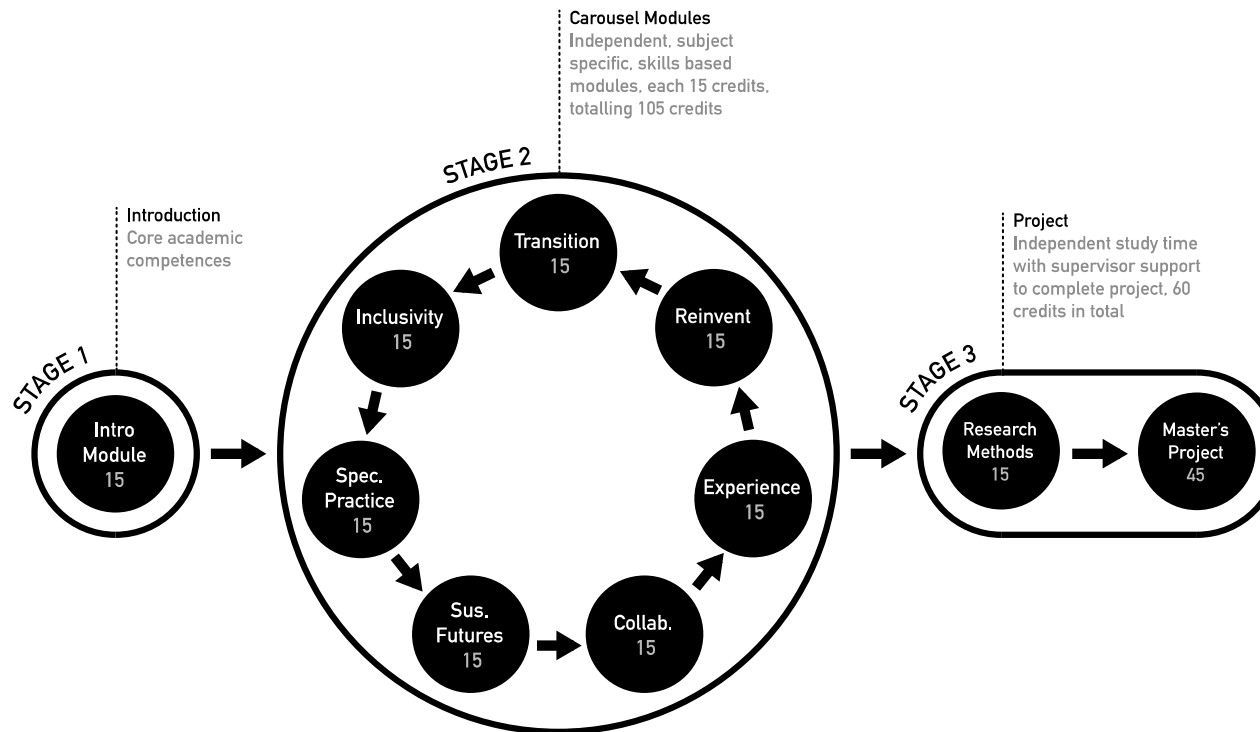 Carousel Modules
Independent, subject
specific, skills based
modules, each 15 credits,
totalling 105 credits
STAGE 1
Introduction
Core academic
competences
Intro
Module
15
STAGE 2
Transition
15
Inclusivity
15
Spec.
Practice
15
Sus.
Futures
15
Collab.
15
Experience
15
Reinvent
15
STAGE 3
Project
Independent study time
with supervisor support
to complete project, 60
credits in total
Research
Methods
15
Master's
Project
45